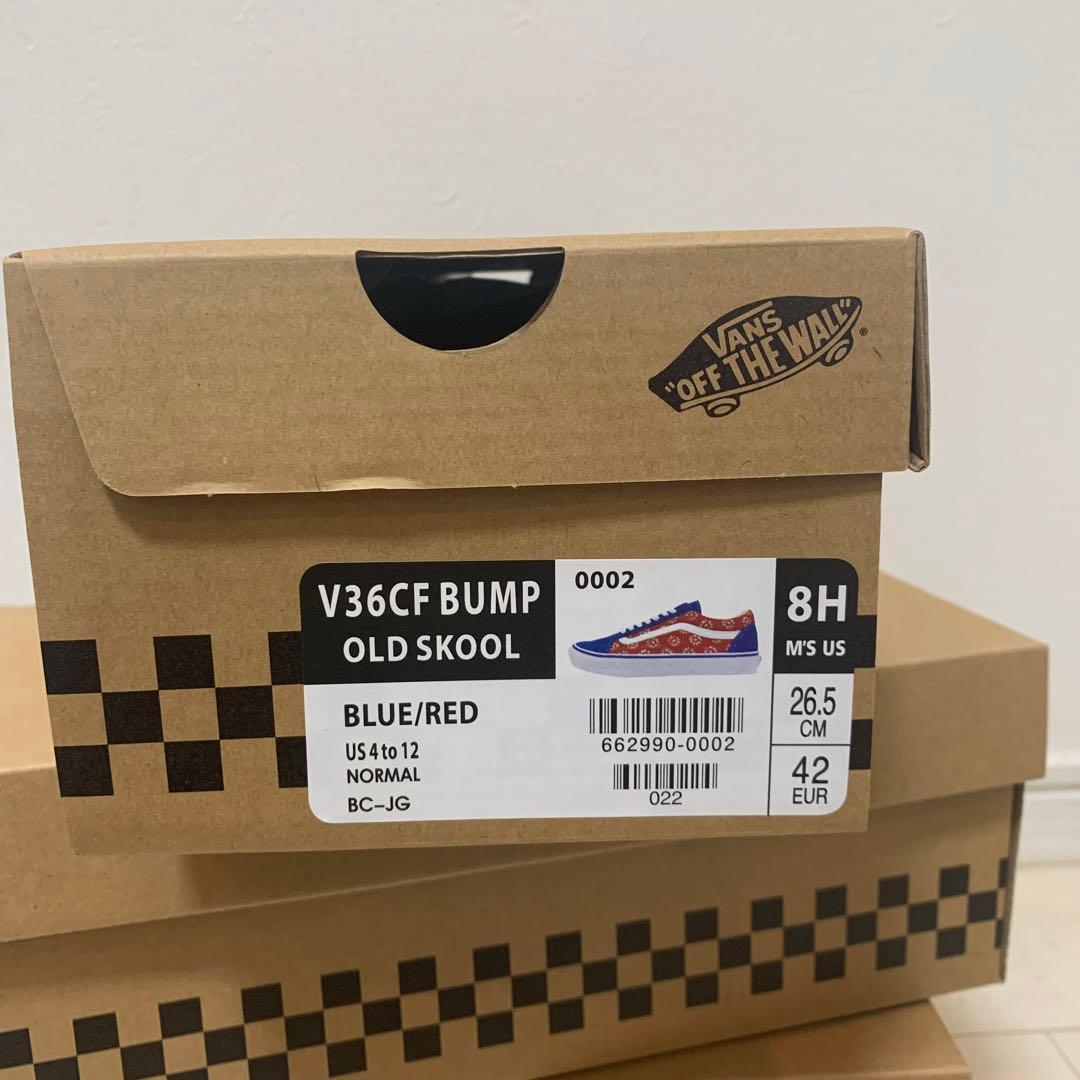 VANS
"OFF THE WALL"®
V36CF BUMP
OLD SKOOL
0002
8H
M'S US
BLUE/RED
US 4 to 12
NORMAL
BC-JG
662990-0002
022
26.5
CM
42
EUR